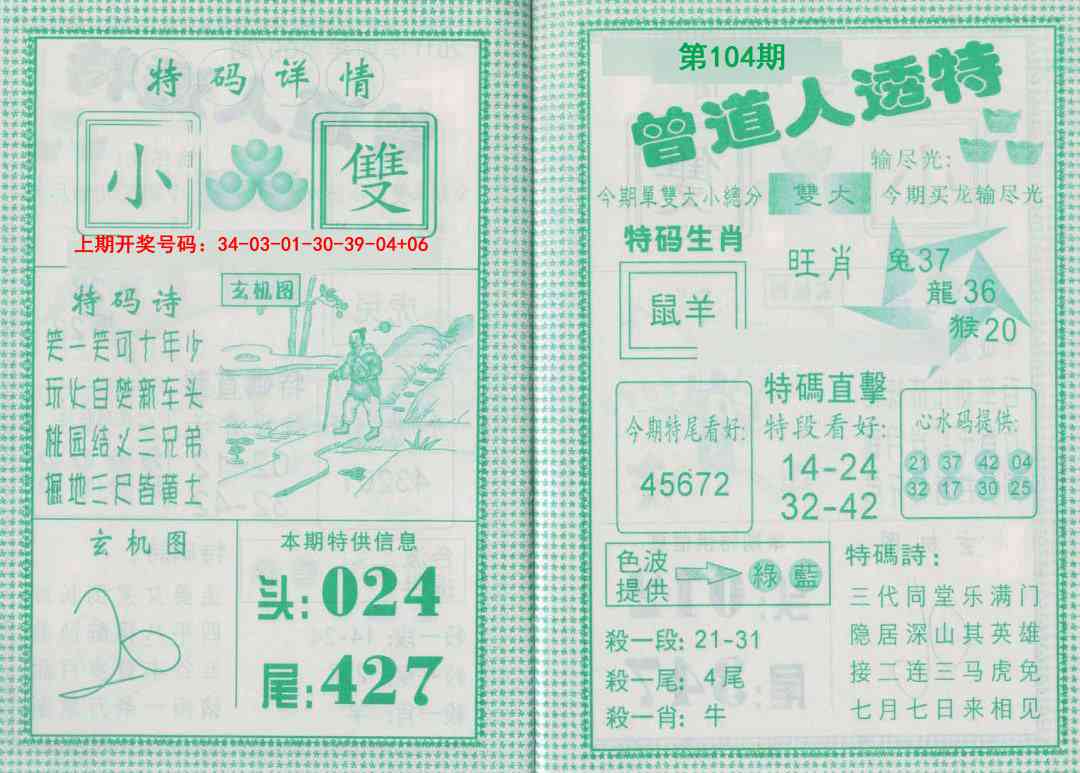 特码详情
小
雙
上期开奖号码：34-03-01-30-39-04+06
特码诗
笑一笑可十年少
玩火自焚新车头
桃园结义三兄弟
掘地三尺皆黄土
玄机图
玄机图
本期特供信息
头:024
尾:427
第104期
曾道人透特
输尽光:
今期單雙大小總分
雙大
今期买龙输尽光
特码生肖
鼠羊
旺肖
兔37
龍36
猴20
今期特尾看好:
45672
特碼直擊
特段看好:
14-24
32-42
心水码提供:
21 37 42 04
32 17 30 25
色波
提供
綠 藍
殺一段: 21-31
殺一尾: 4尾
殺一肖: 牛
特碼詩:
三代同堂乐满门
隐居深山其英雄
接二连三马虎兔
七月七日来相见